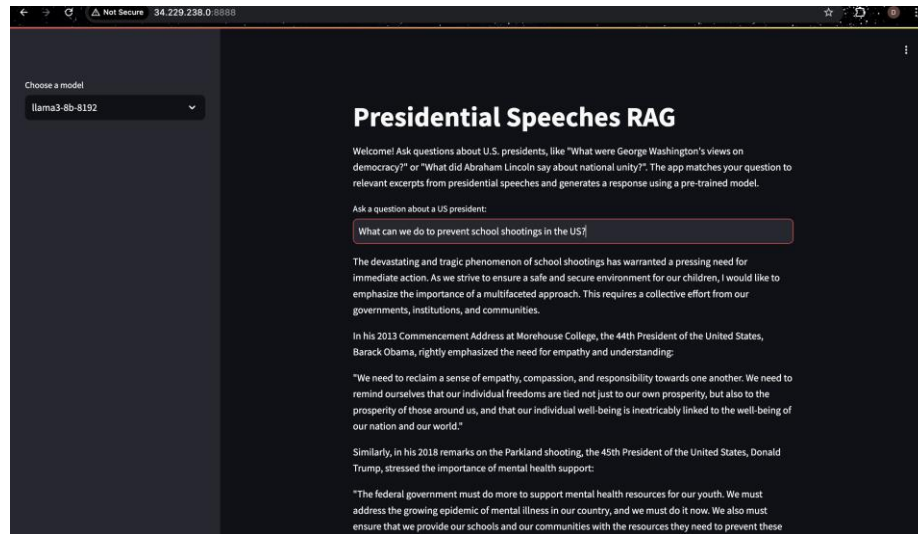 Not Secure 34.229.238.0:8888
Choose a model
llama3-8b-8192
Presidential Speeches RAG
Welcome! Ask questions about U.S. presidents, like "What were George Washington's views on
democracy?" or "What did Abraham Lincoln say about national unity?". The app matches your question to
relevant excerpts from presidential speeches and generates a response using a pre-trained model.
Ask a question about a US president:
What can we do to prevent school shootings in the US?
The devastating and tragic phenomenon of school shootings has warranted a pressing need for
immediate action. As we strive to ensure a safe and secure environment for our children, I would like to
emphasize the importance of a multifaceted approach. This requires a collective effort from our
governments, institutions, and communities.
In his 2013 Commencement Address at Morehouse College, the 44th President of the United States,
Barack Obama, rightly emphasized the need for empathy and understanding:
"We need to reclaim a sense of empathy, compassion, and responsibility towards one another. We need to
remind ourselves that our individual freedoms are tied not just to our own prosperity, but also to the
prosperity of those around us, and that our individual well-being is inextricably linked to the well-being of
our nation and our world."
Similarly, in his 2018 remarks on the Parkland shooting, the 45th President of the United States, Donald
Trump, stressed the importance of mental health support:
"The federal government must do more to support mental health resources for our youth. We must
address the growing epidemic of mental illness in our country, and we must do it now. We also must
ensure that we provide our schools and our communities with the resources they need to prevent these